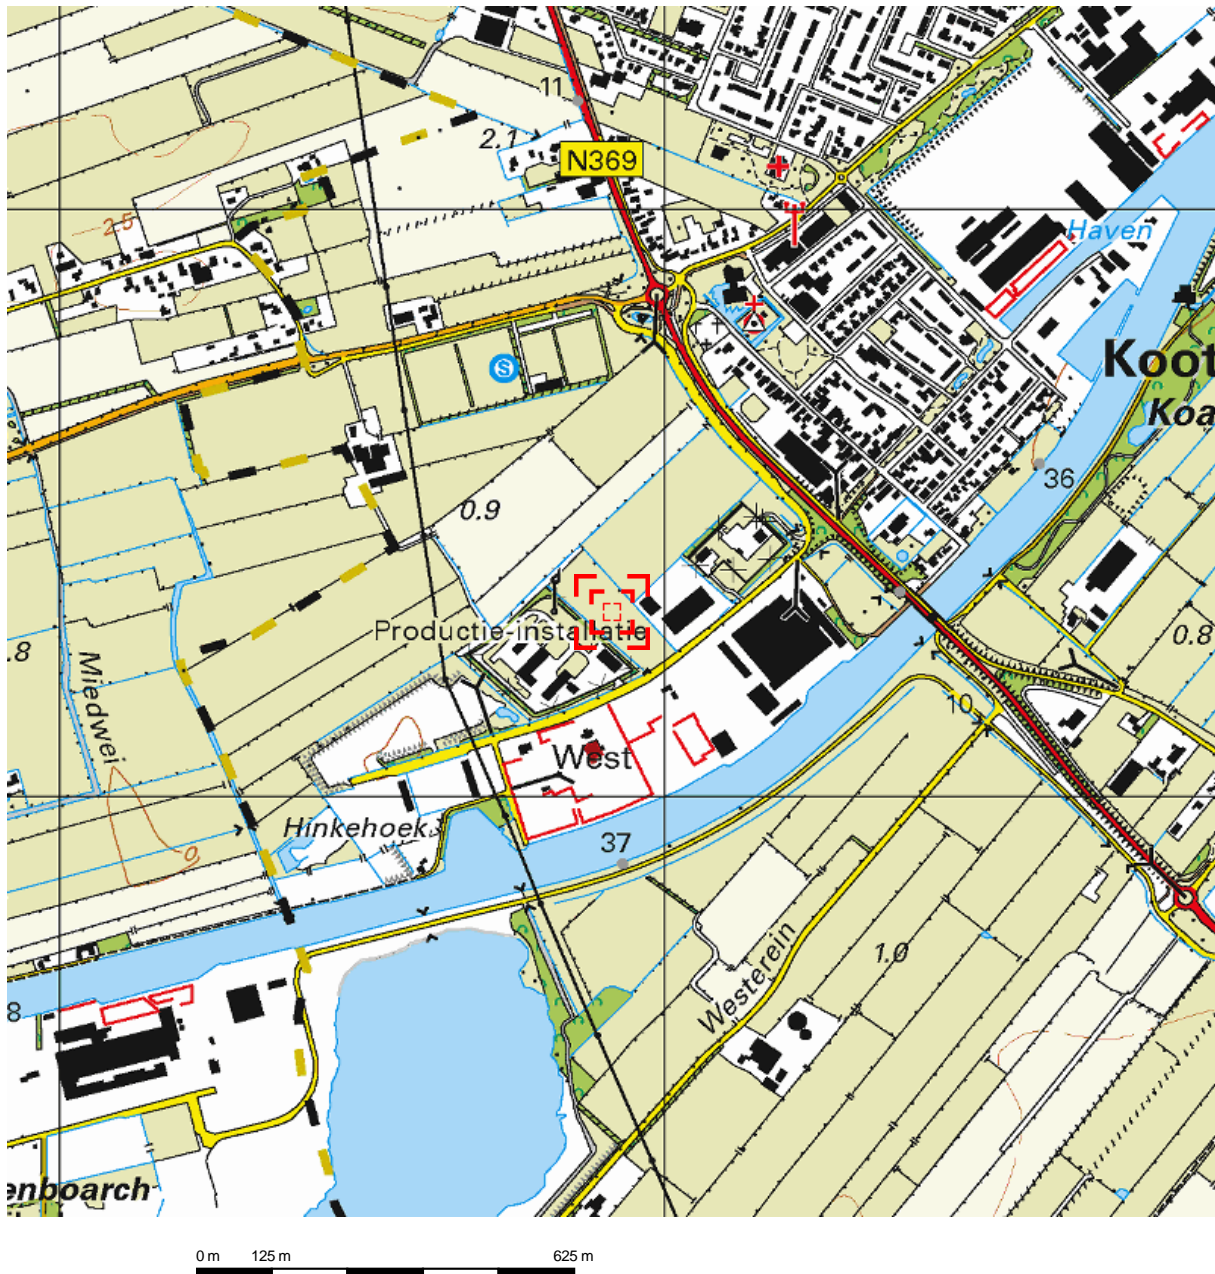 11
2.1
N369
2.5
Haven
S
Koot
Koa
36
0.9
Productie-installatie
0.8
.8
Miedwei
10
West
Hinkehoek
37
Westerein
1.0
8
enboarch
0 m 125 m 625 m
0